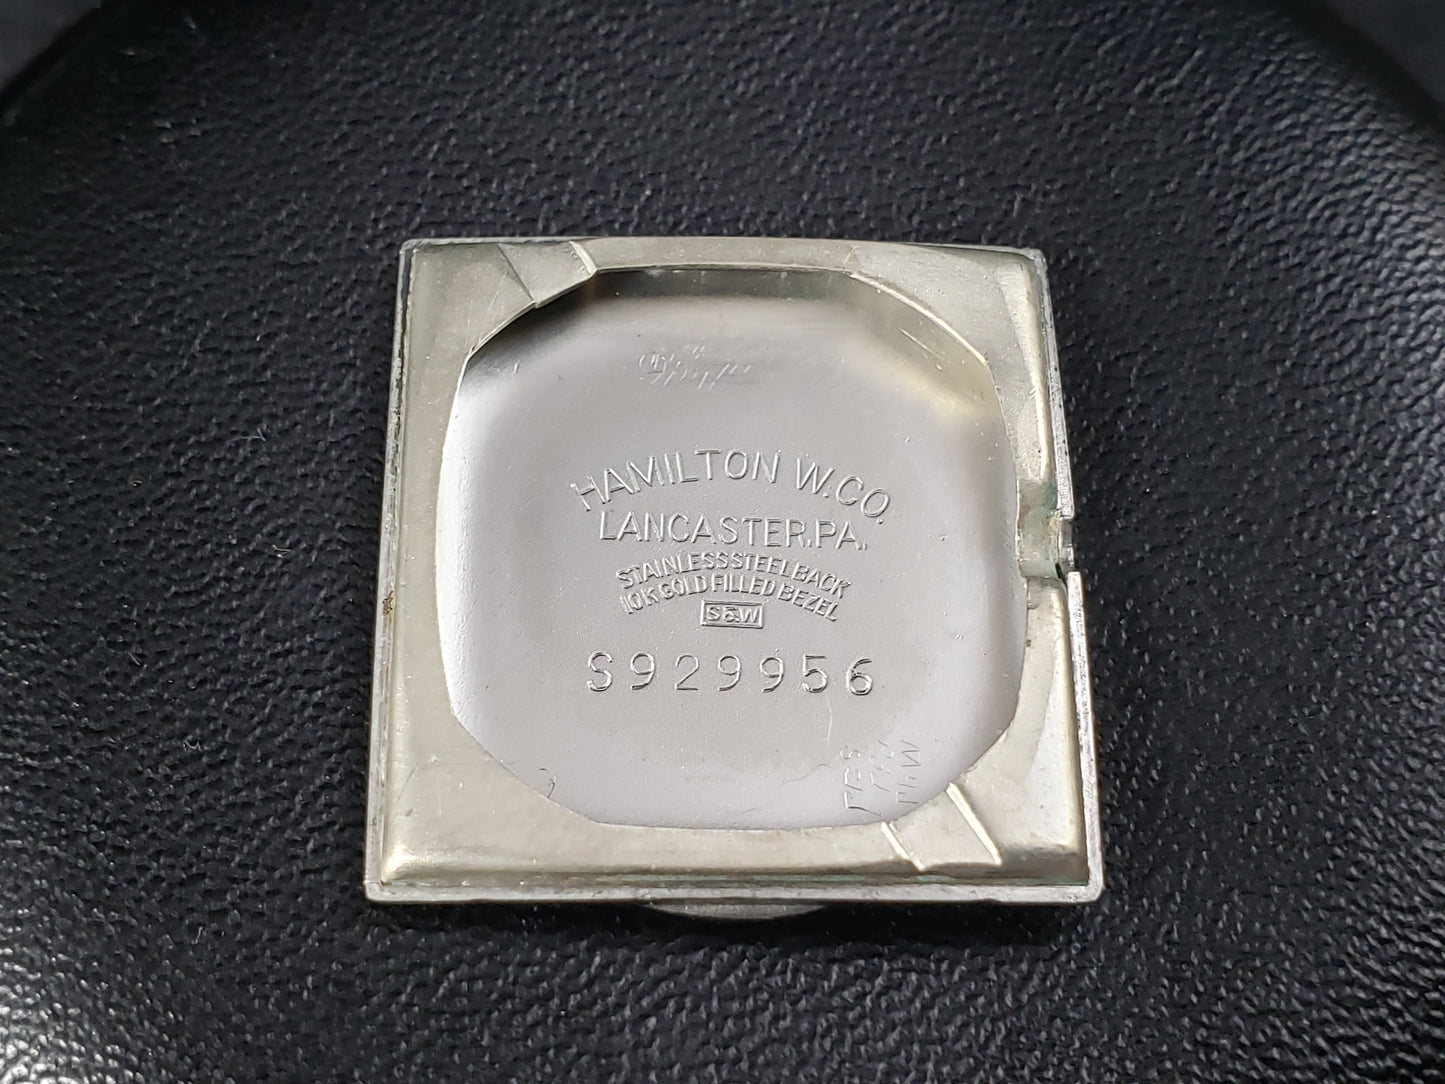 HAMILTON W.CO.
LANCASTER,PA.
STAINLESS STEEL BACK
10K GOLD FILLED BEZEL
S&W
S929956